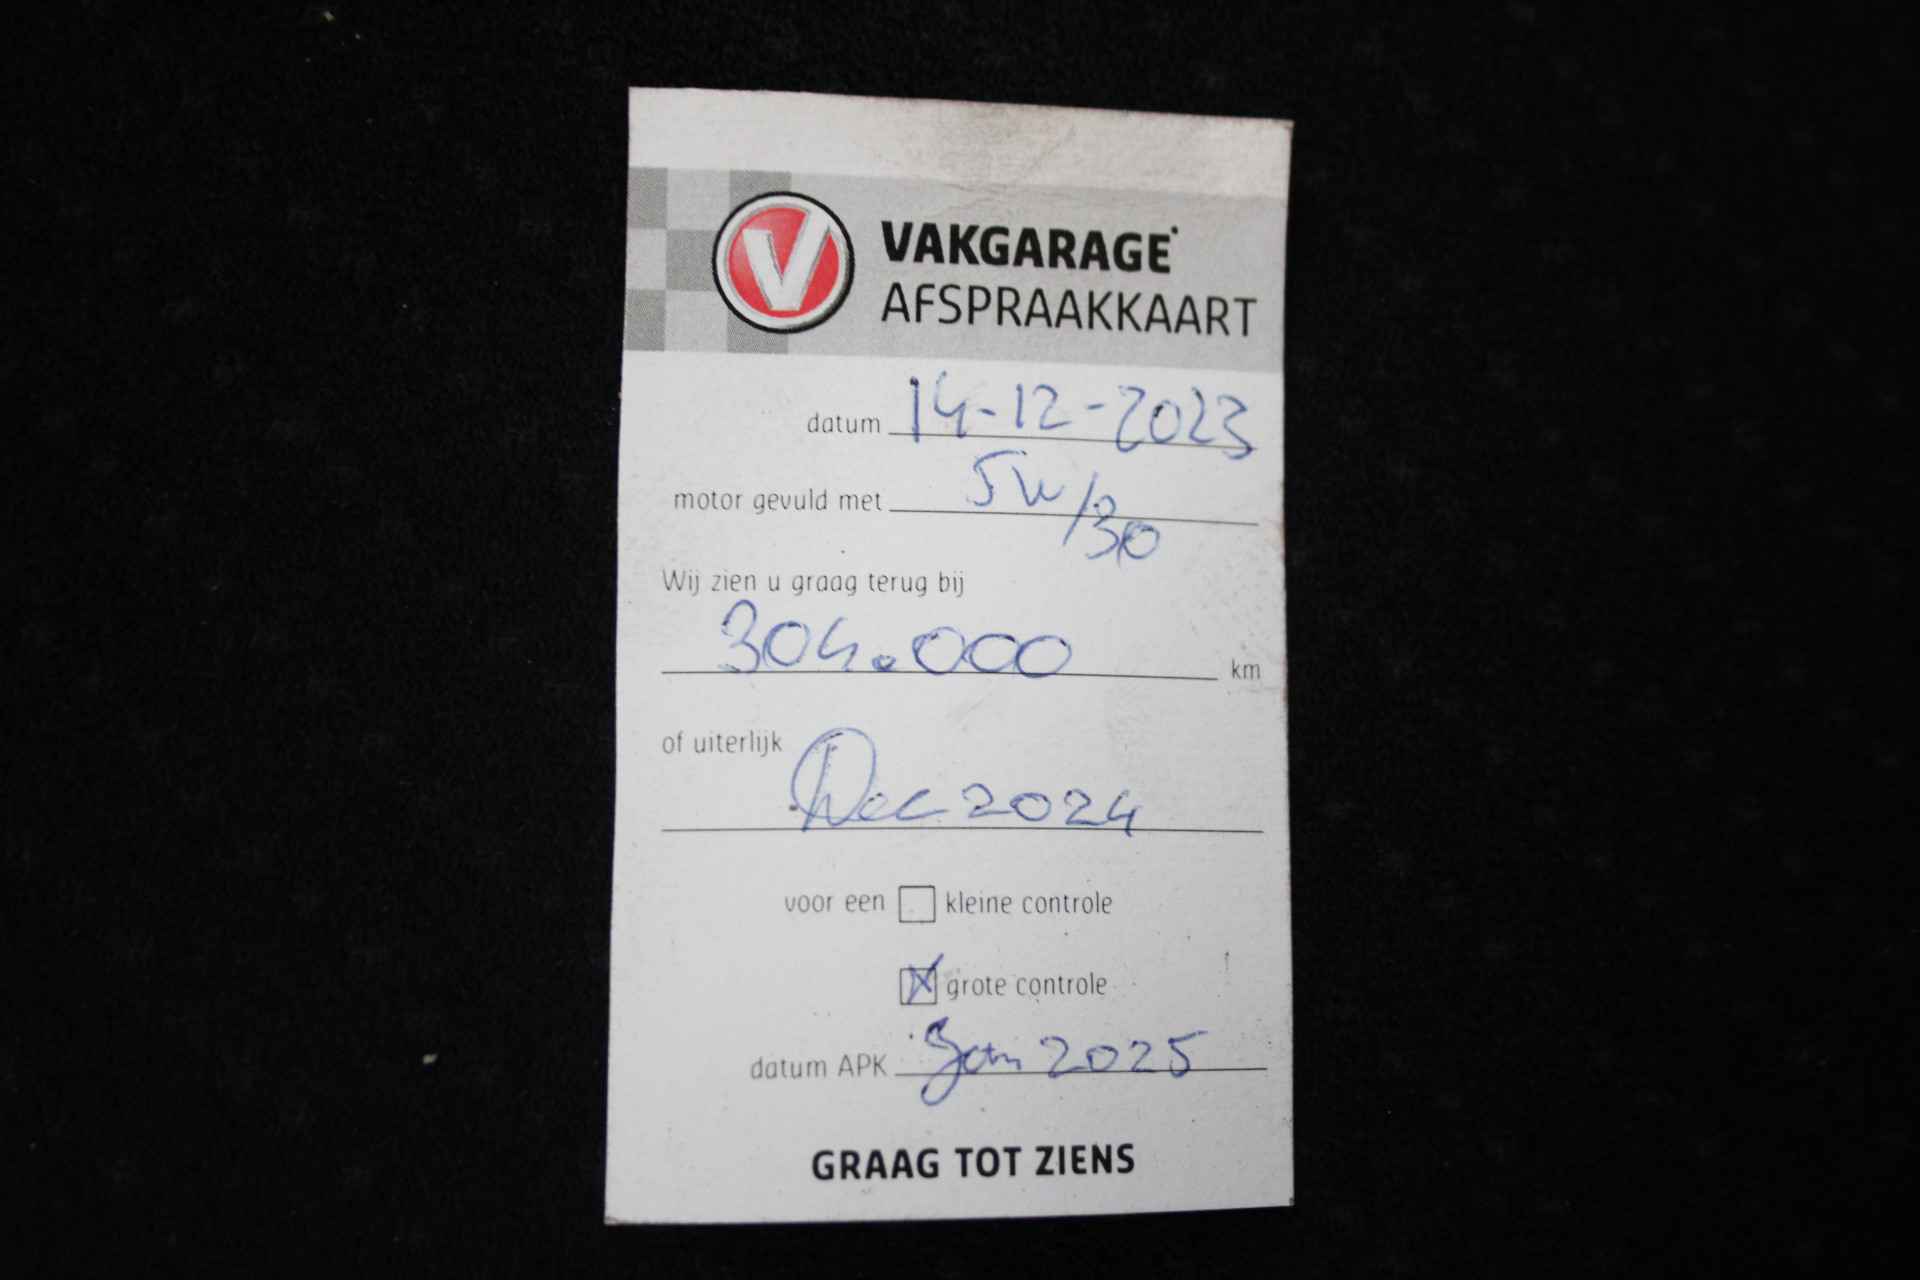 V
VAKGARAGE
AFSPRAAKKAART
datum 14-12-2023
motor gevuld met 5W/30
Wij zien u graag terug bij
304.000 km
of uiterlijk
Dec 2024
voor een kleine controle
X grote controle
datum APK Jan 2025
GRAAG TOT ZIENS